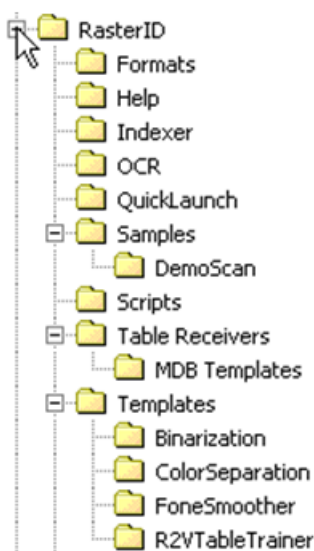 RasterID
Formats
Help
Indexer
OCR
QuickLaunch
Samples
DemoScan
Scripts
Table Receivers
MDB Templates
Templates
Binarization
ColorSeparation
FoneSmoother
R2VTableTrainer